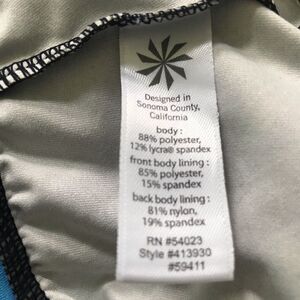 Designed in
Sonoma County,
California
body :
88% polyester,
12% lycra® spandex
front body lining :
85% polyester,
15% spandex
back body lining :
81% nylon,
19% spandex
RN #54023
Style #413930
#59411